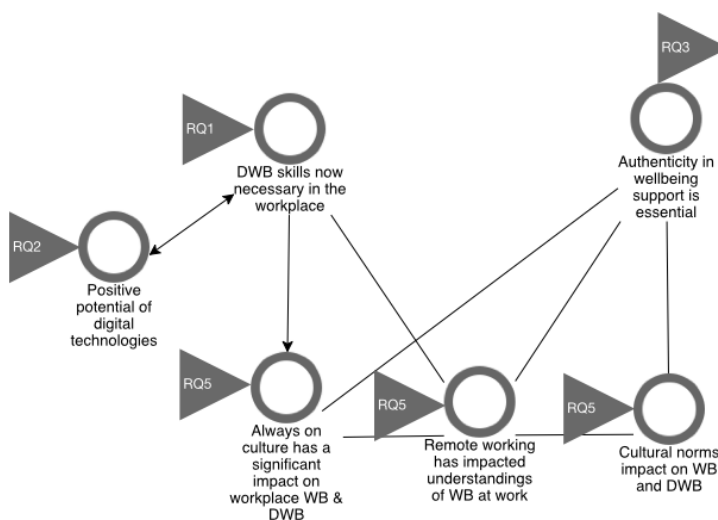 RQ3
RQ1
Authenticity in
wellbeing
support is
essential
DWB skills now
necessary in the
workplace
RQ2
Positive
potential of
digital
technologies
RQ5
Always on
culture has a
significant
impact on
workplace WB &
DWB
RQ5
Remote working
has impacted
understandings
of WB at work
RQ5
Cultural norms
impact on WB
and DWB